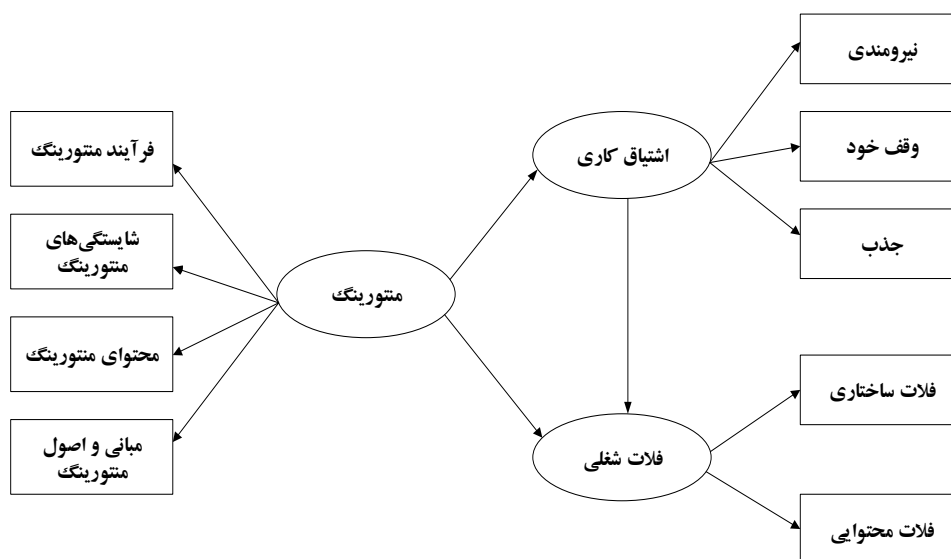 نیرومندی
وقف خود
جذب
اشتیاق کاری
فرآیند منتورینگ
شایستگی‌های
منتورینگ
منتورینگ
محتوای منتورینگ
مبانی و اصول
منتورینگ
فلات شغلی
فلات ساختاری
فلات محتوایی